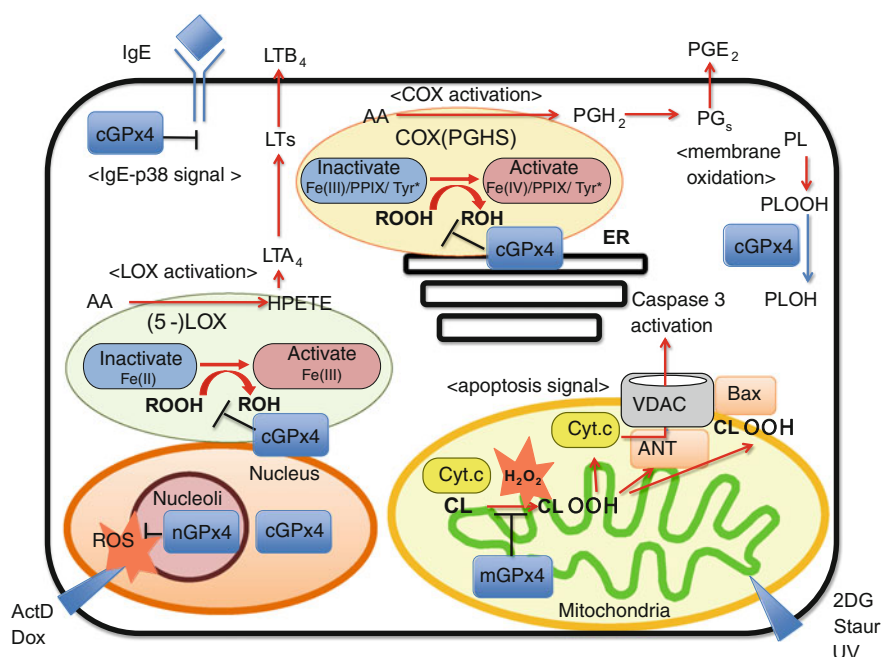 IgE
cGPx4
<IgE-p38 signal >
LTB4
LTs
LTA4
<LOX activation>
AA
HPETE
(5 -)LOX
Inactivate
Fe(II)
Activate
Fe(III)
ROOH
ROH
cGPx4
<COX activation>
AA
PGH2
PGs
PGE2
COX(PGHS)
Inactivate
Fe(III)/PPIX/ Tyr*
Activate
Fe(IV)/PPIX/ Tyr*
ROOH
ROH
cGPx4
ER
<membrane
oxidation>
PL
PLOOH
cGPx4
PLOH
Nucleus
Nucleoli
ROS
nGPx4
cGPx4
ActD
Dox
Caspase 3
activation
<apoptosis signal>
VDAC
Bax
Cyt.c
ANT
CL OOH
Cyt.c
H2O2
CL
CL OOH
mGPx4
Mitochondria
2DG
Staur
UV